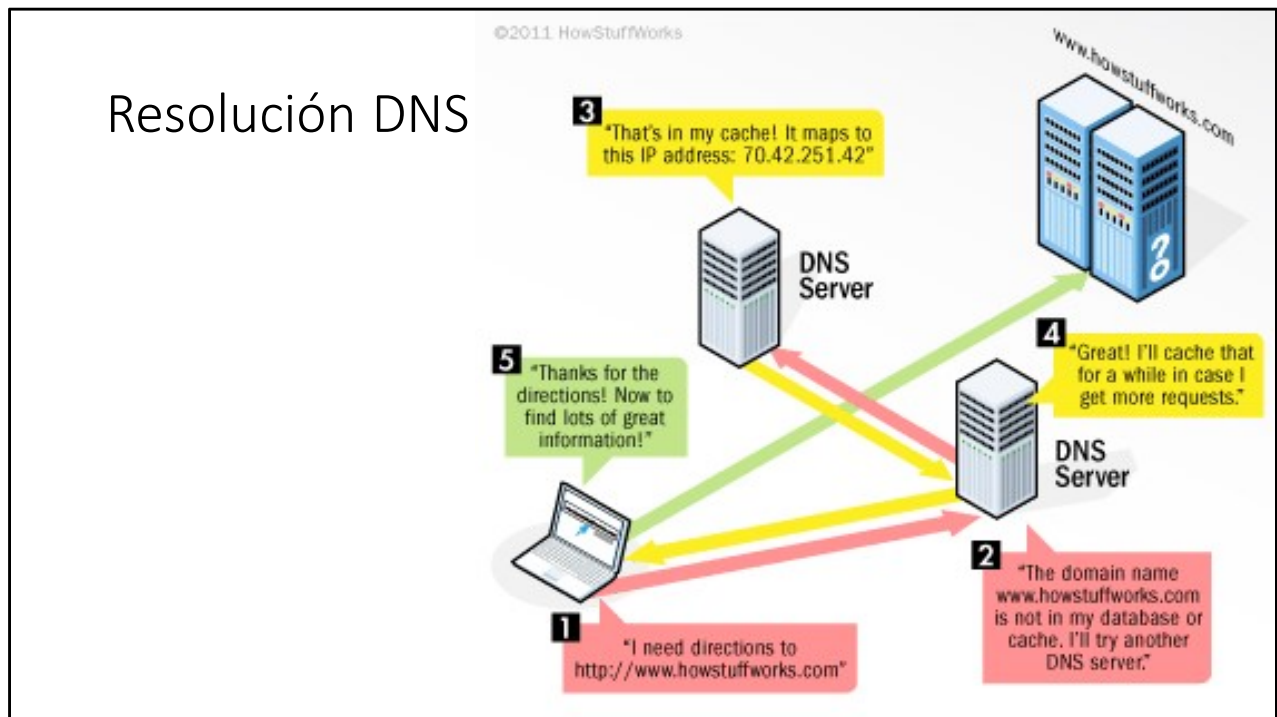 ©2011 HowStuffWorks
www.howstuffworks.com
Resolución DNS
3
"That's in my cache! It maps to
this IP address: 70.42.251.42"
DNS
Server
4
"Great! I'll cache that
for a while in case I
get more requests."
5
"Thanks for the
directions! Now to
find lots of great
information!"
DNS
Server
2
"The domain name
www.howstuffworks.com
is not in my database or
cache. I'll try another
DNS server."
1
"I need directions to
http://www.howstuffworks.com"